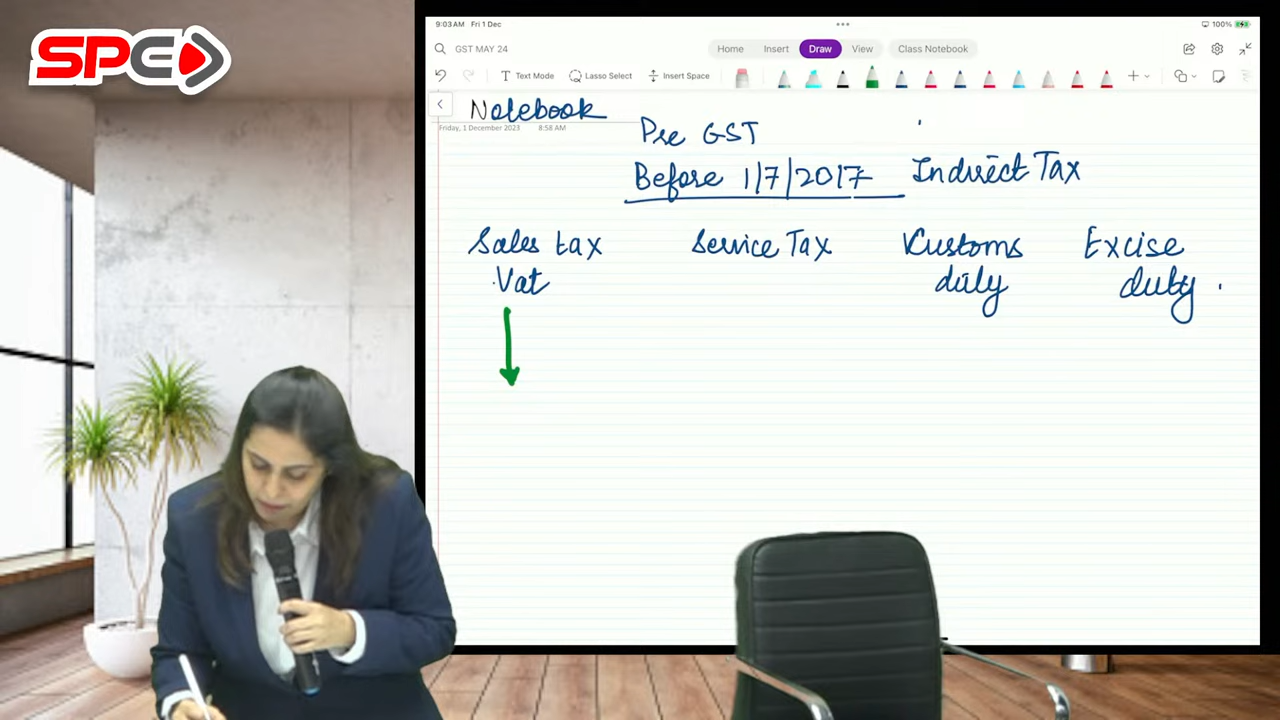 SPED
9:03 AM Fri 1 Dec
100%
GST MAY 24
Home Insert Draw View Class Notebook
Text Mode Lasso Select Insert Space
Notebook
Friday, 1 December 2023 8:58 AM
Pre GST
Before 1/7/2017 Indirect Tax
Sales tax Service Tax Customs Excise
Vat duty duty